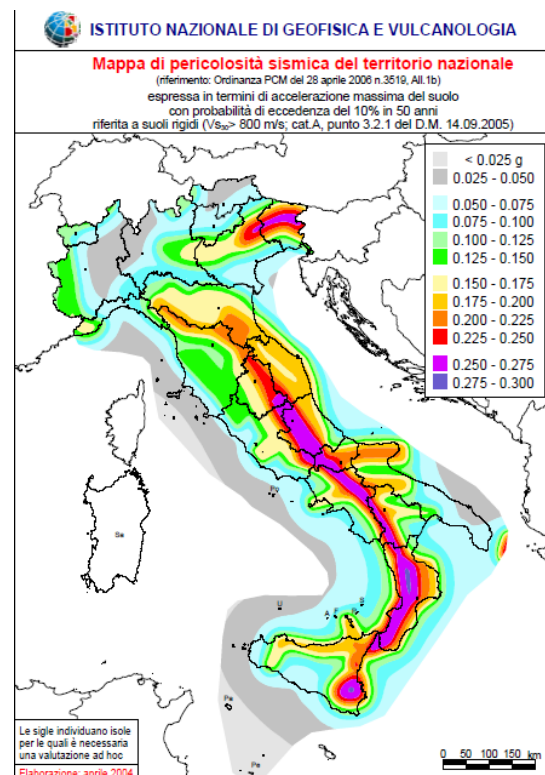 ISTITUTO NAZIONALE DI GEOFISICA E VULCANOLOGIA
Mappa di pericolosità sismica del territorio nazionale
(riferimento: Ordinanza PCM del 28 aprile 2006 n.3519, All.1b)
espressa in termini di accelerazione massima del suolo
con probabilità di eccedenza del 10% in 50 anni
riferita a suoli rigidi (Vs₃₀> 800 m/s; cat.A, punto 3.2.1 del D.M. 14.09.2005)
< 0.025 g
0.025 - 0.050
0.050 - 0.075
0.075 - 0.100
0.100 - 0.125
0.125 - 0.150
0.150 - 0.175
0.175 - 0.200
0.200 - 0.225
0.225 - 0.250
0.250 - 0.275
0.275 - 0.300
Sa
U
Pa
Pe
Le sigle individuano isole
per le quali è necessaria
una valutazione ad hoc
Elaborazione: aprile 2004
0 50 100 150 km